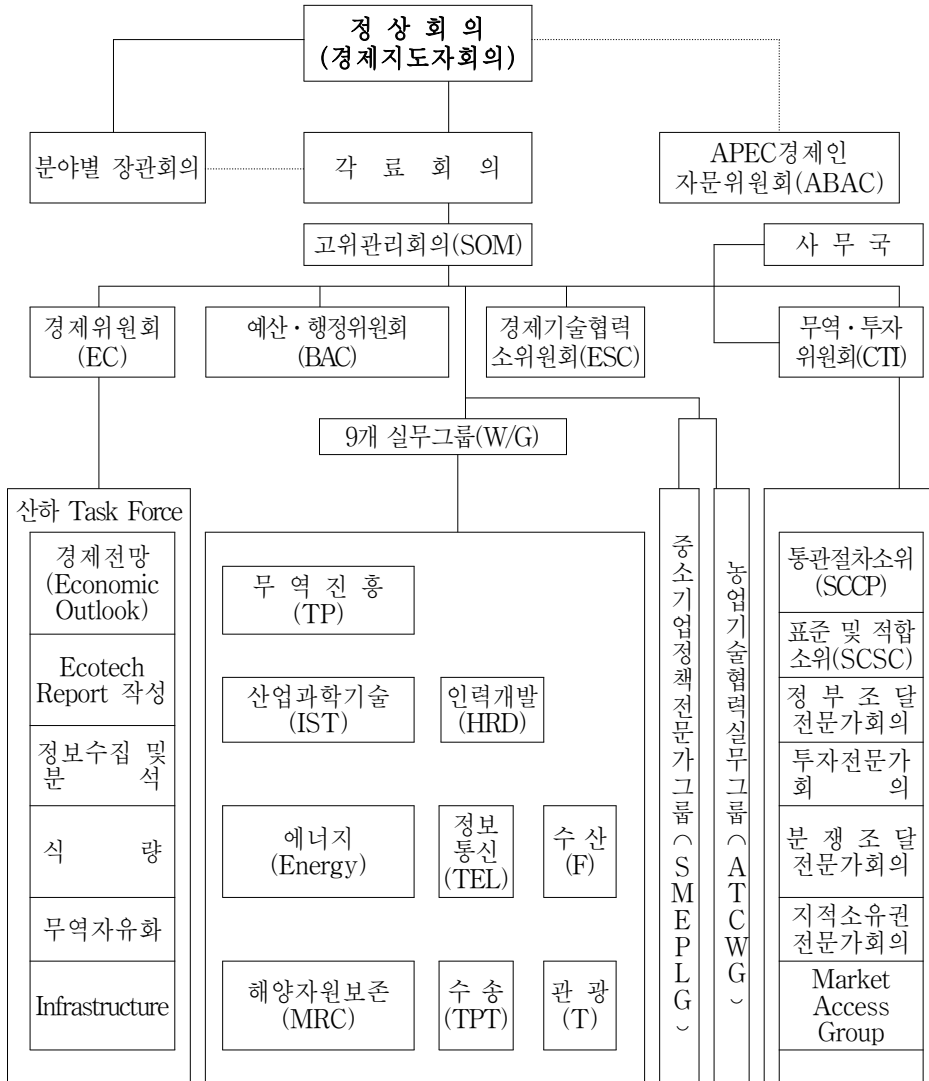 정 상 회 의
(경제지도자회의)
분야별 장관회의
각 료 회 의
APEC경제인
자문위원회(ABAC)
고위관리회의(SOM)
사 무 국
경제위원회
(EC)
예산·행정위원회
(BAC)
경제기술협력
소위원회(ESC)
무역·투자
위원회(CTI)
9개 실무그룹(W/G)
산하 Task Force
경제전망
(Economic
Outlook)
Ecotech
Report 작성
정보수집 및
분 석
식 량
무역자유화
Infrastructure
무 역 진 흥
(TP)
산업과학기술
(IST)
인력개발
(HRD)
에너지
(Energy)
정보
통신
(TEL)
수 산
(F)
해양자원보존
(MRC)
수 송
(TPT)
관 광
(T)
중소기업정책전문가그룹(SMEPLG)
농업기술협력실무그룹(ATCWG)
통관절차소위
(SCCP)
표준 및 적합
소위(SCSC)
정 부 조 달
전문가회의
투자전문가
회 의
분 쟁 조 달
전문가회의
지적소유권
전문가회의
Market
Access
Group